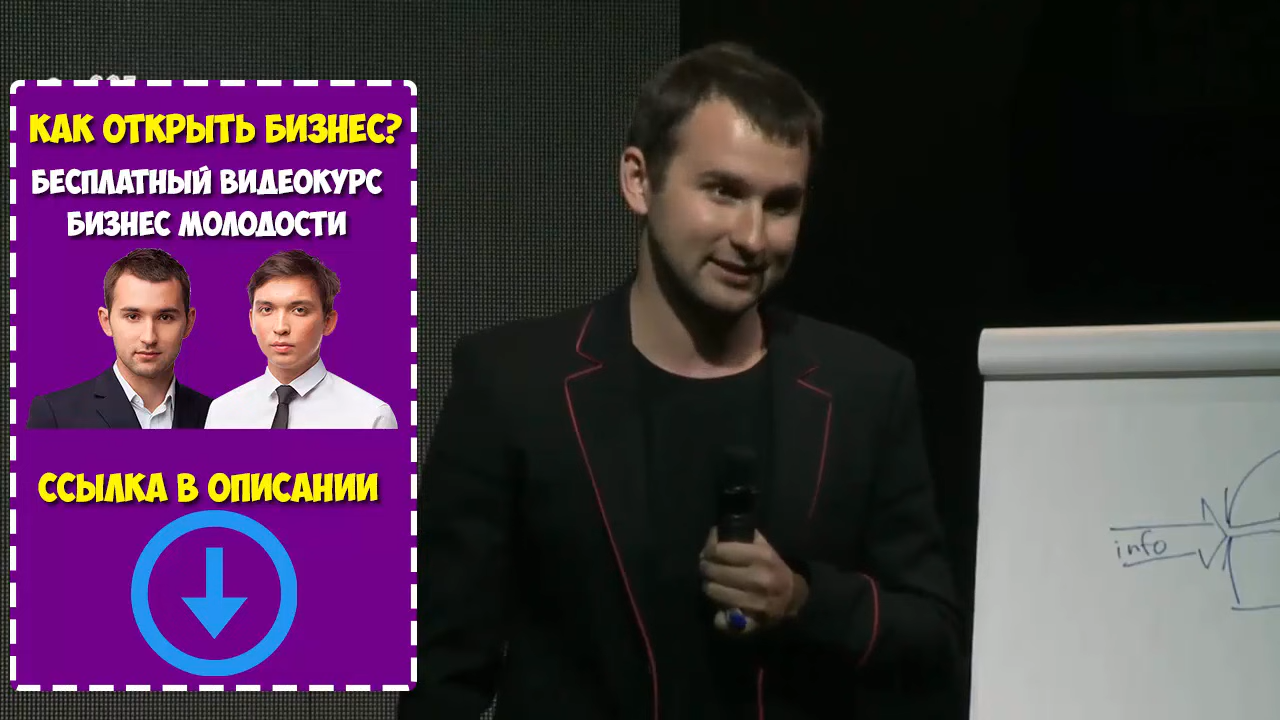 КАК ОТКРЫТЬ БИЗНЕС?
БЕСПЛАТНЫЙ ВИДЕОКУРС
БИЗНЕС МОЛОДОСТИ
ССЫЛКА В ОПИСАНИИ
info